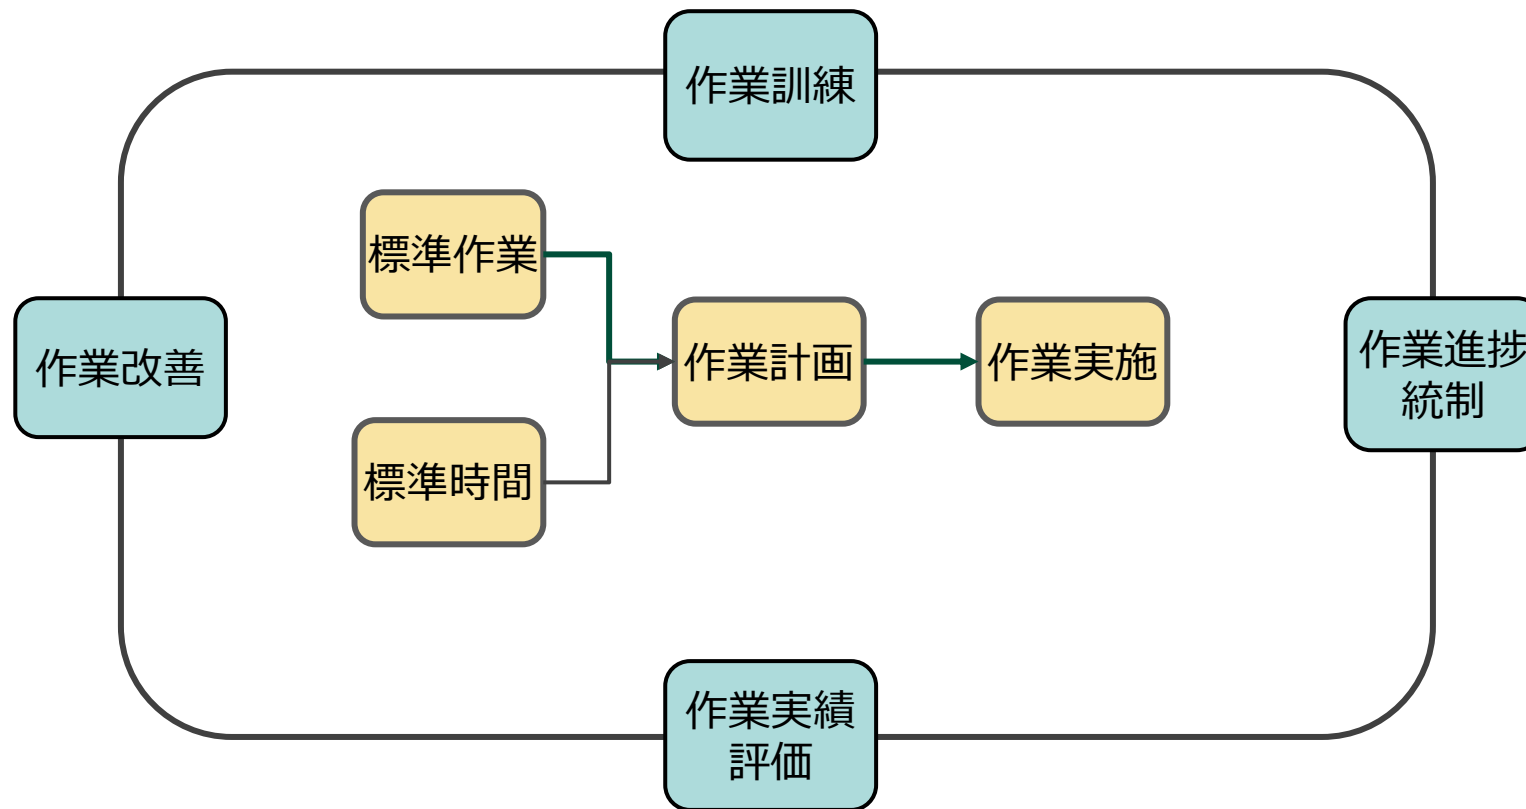 作業訓練
標準作業
作業改善
作業計画
作業実施
作業進捗
統制
標準時間
作業実績
評価